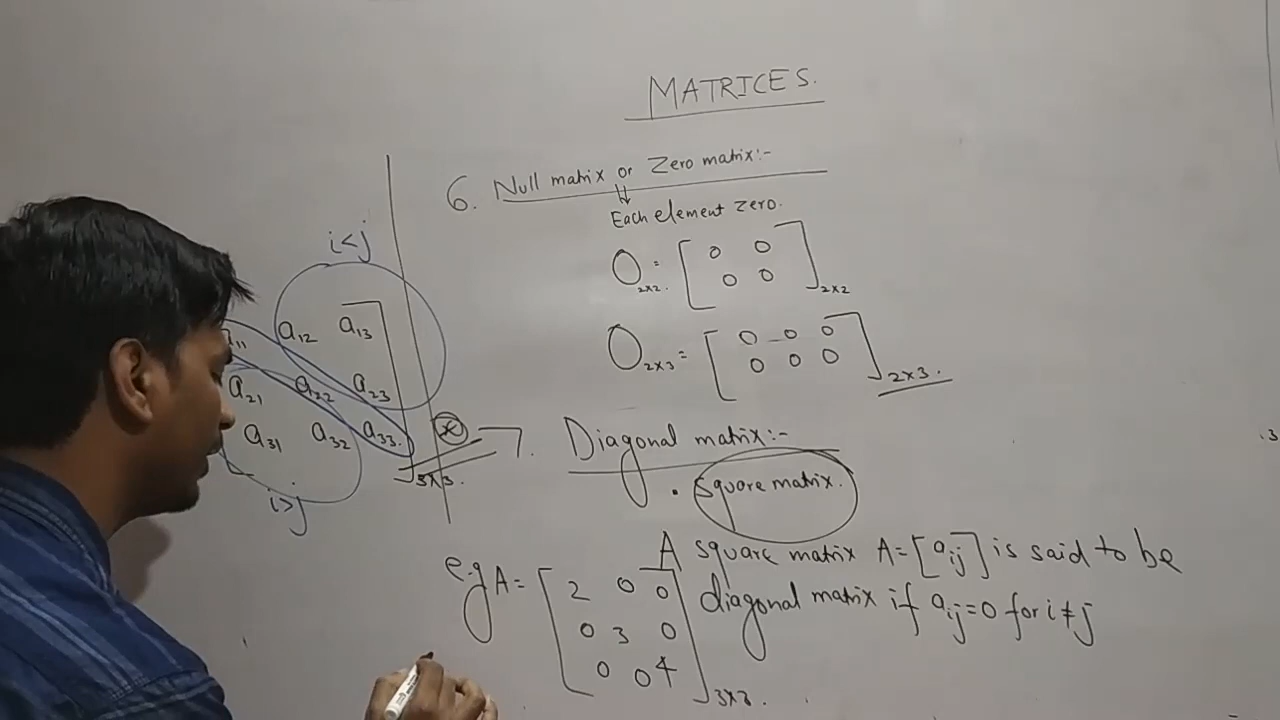 MATRICES.
6. Null matrix or Zero matrix:-
Each element zero.
i<j
O2x2. = [ 0 0
0 0 ]2x2
a11 a12 a13
O2x3 = [ 0 0 0
0 0 0 ]2x3.
a21 a22 a23
a31 a32 a33.
3x3.
i>j
7. Diagonal matrix:-
. Square matrix.
A square matrix A=[aij] is said to be
diagonal matrix if aij=0 for i≠j
e.g A= [ 2 0 0
0 3 0
0 0 4 ]3x3.